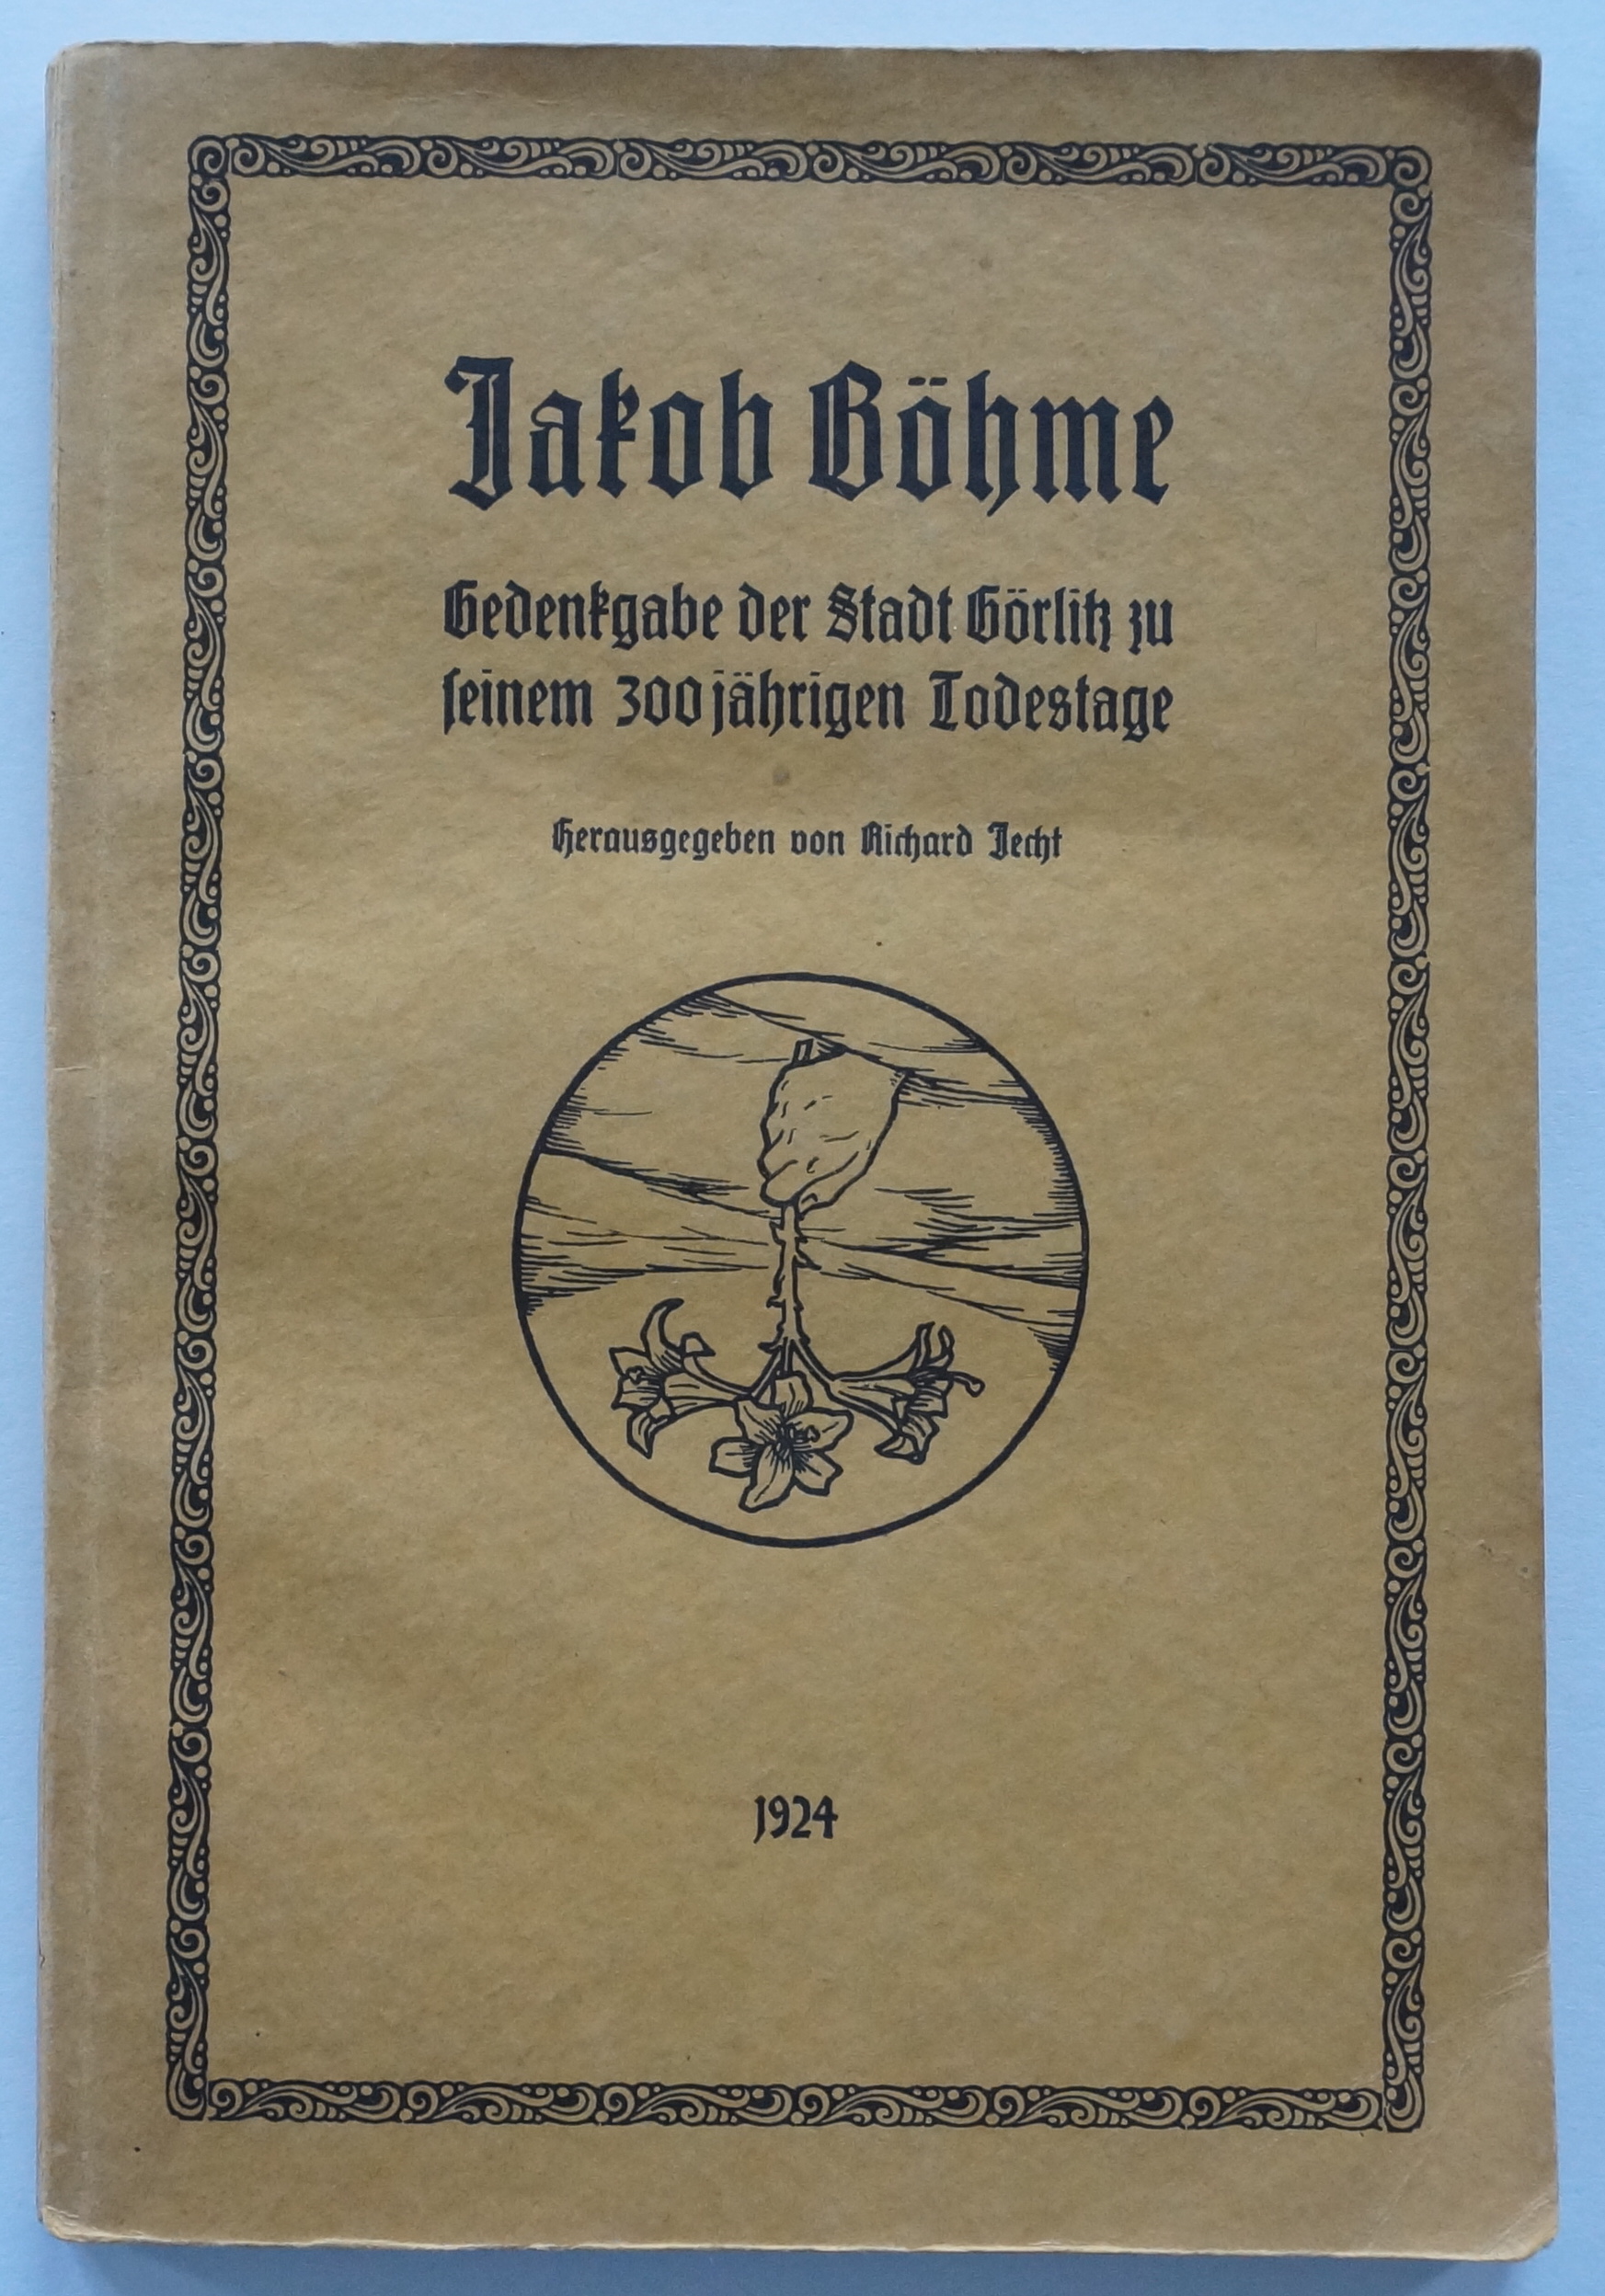 Jakob Böhme
Gedenkgabe der Stadt Görlitz zu
ſeinem 300jährigen Todestage
Herausgegeben von Richard Jecht
1924